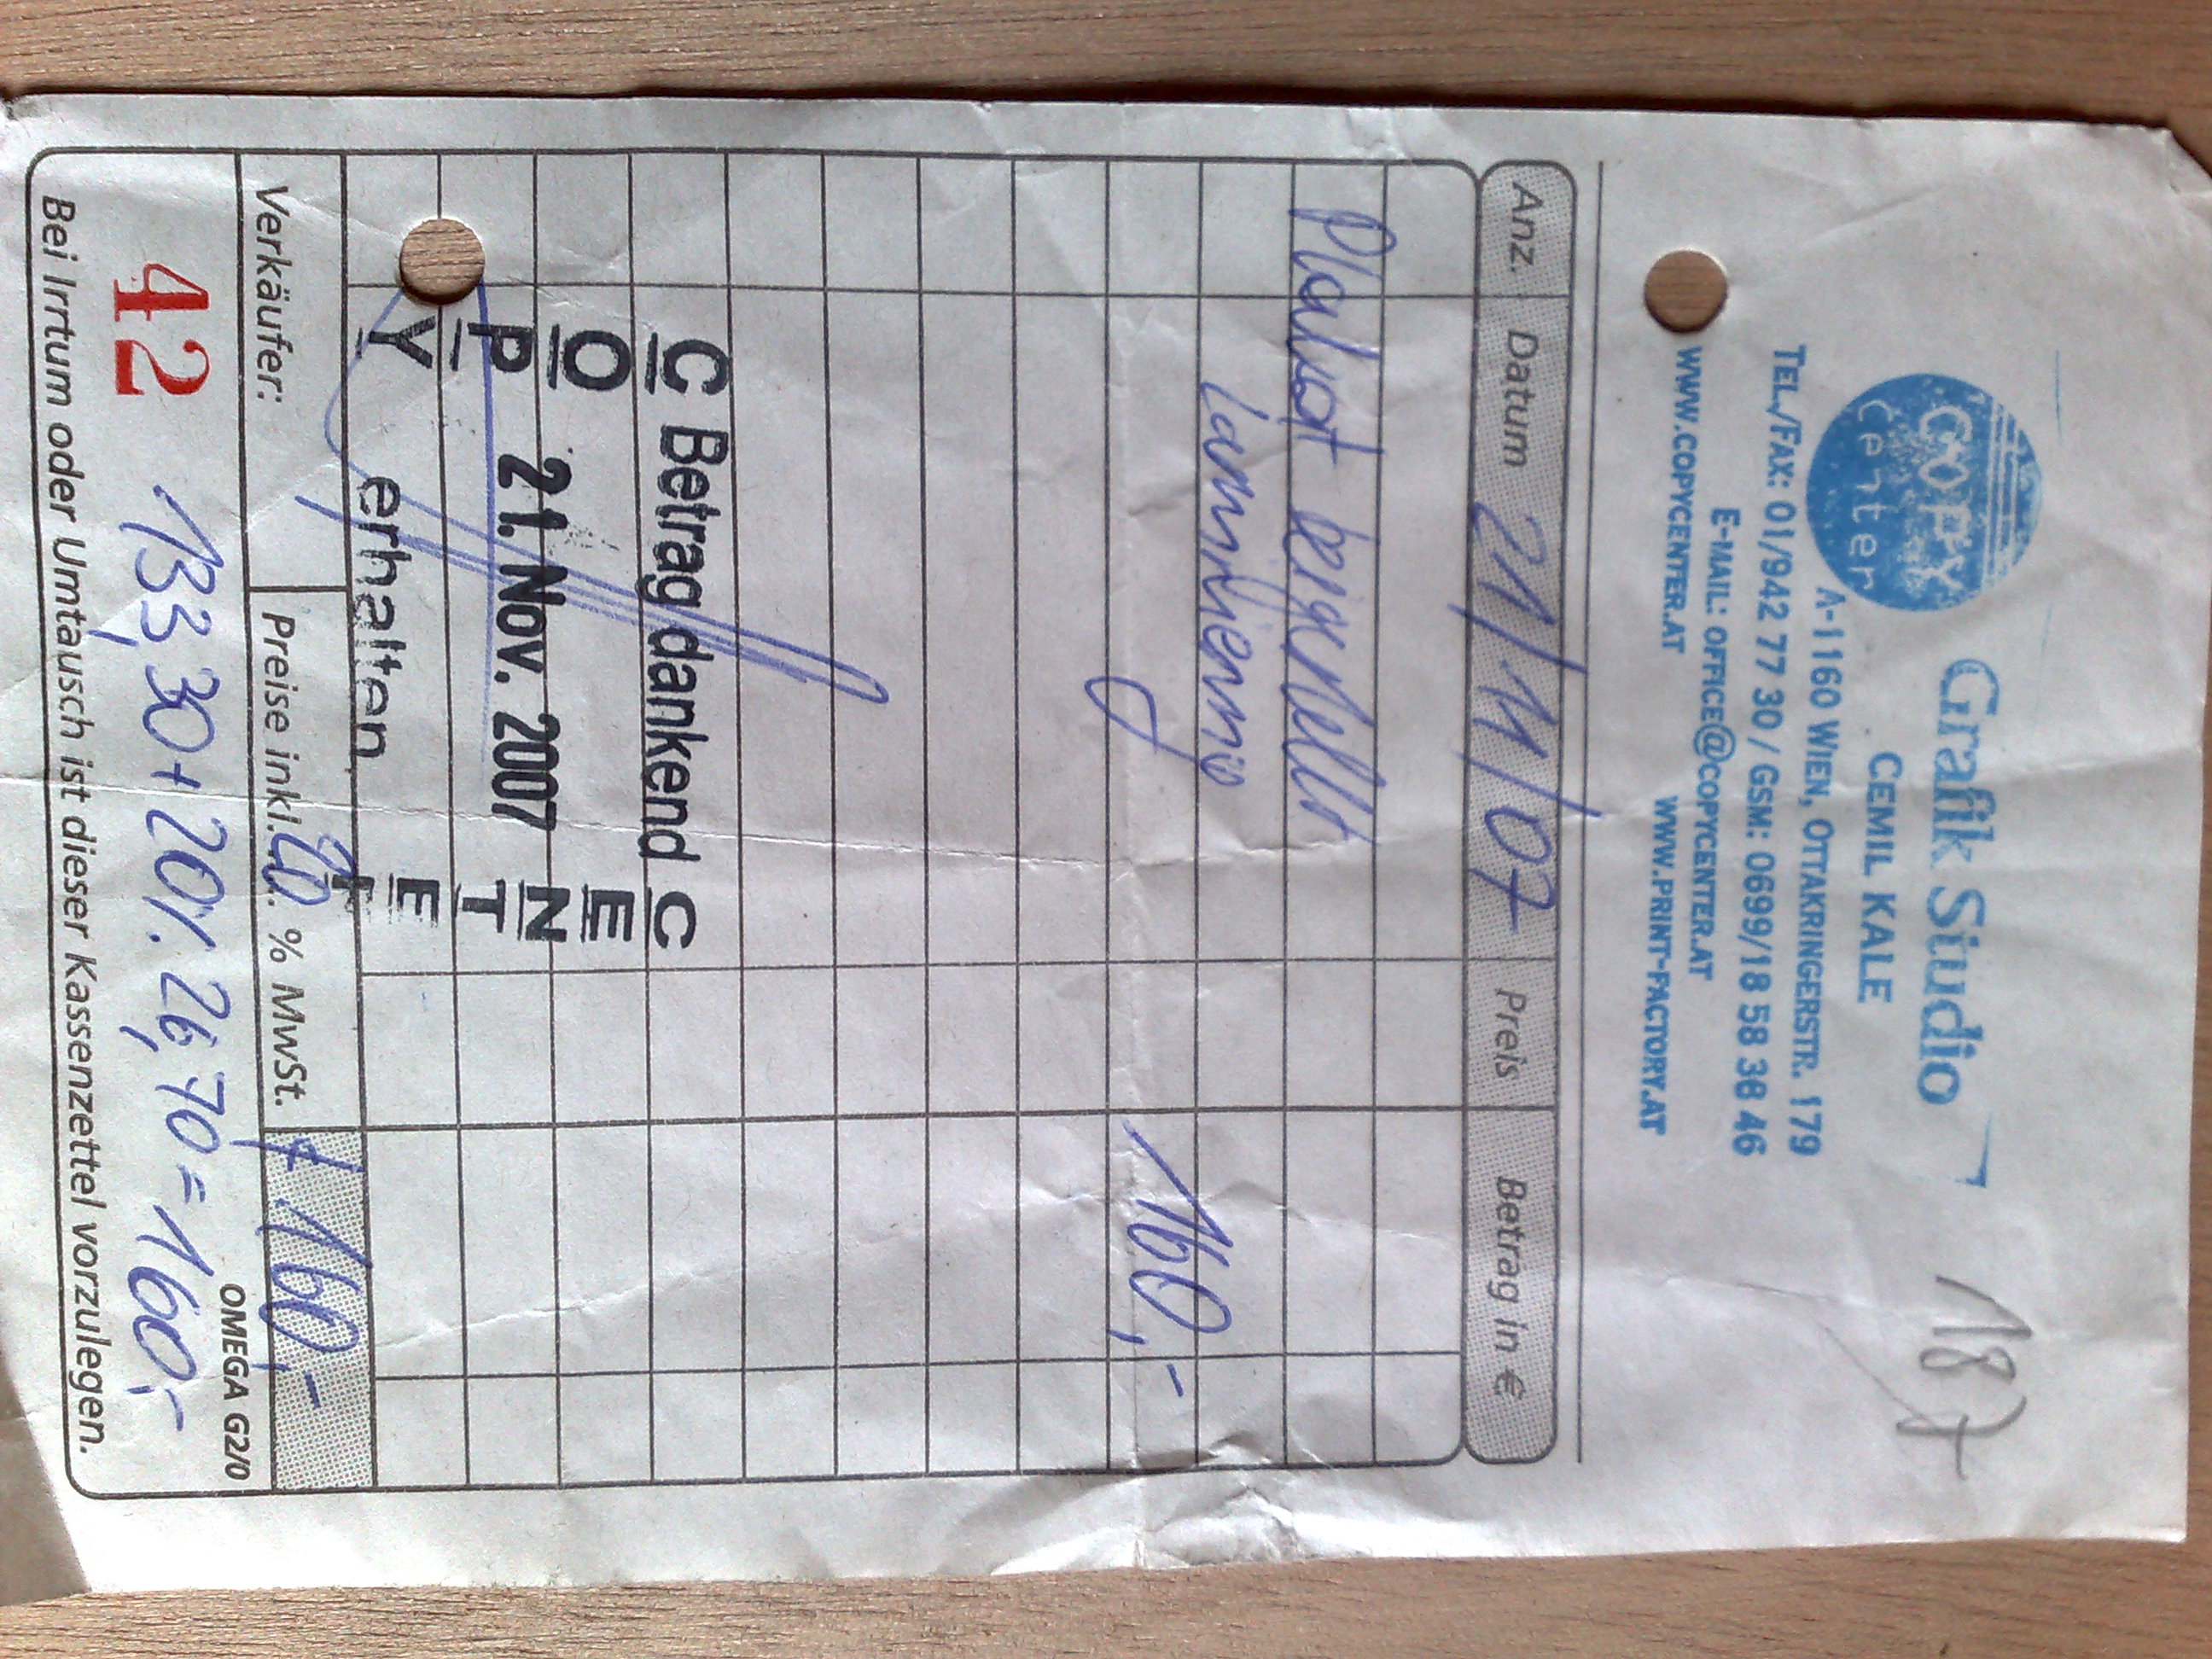 187
Grafik Studio
COPY
Center
CEMIL KALE
A-1160 WIEN, OTTAKRINGERSTR. 179
TEL/FAX: 01/942 77 30 / GSM: 0699/18 58 38 46
E-MAIL: OFFICE@COPYCENTER.AT
WWW.COPYCENTER.AT WWW.PRINT-FACTORY.AT
Anz. Datum 21/11/07 Preis Betrag in €
Plakat
160,-
C Betrag dankend C
O E
P 21. Nov. 2007 N
T
Y erhalten E
Verkäufer: Preise inkl. 20 % MwSt. € 160,-
OMEGA G2/0
42 133,30 + 20% 26,70 = 160,-
Bei Irrtum oder Umtausch ist dieser Kassenzettel vorzulegen.